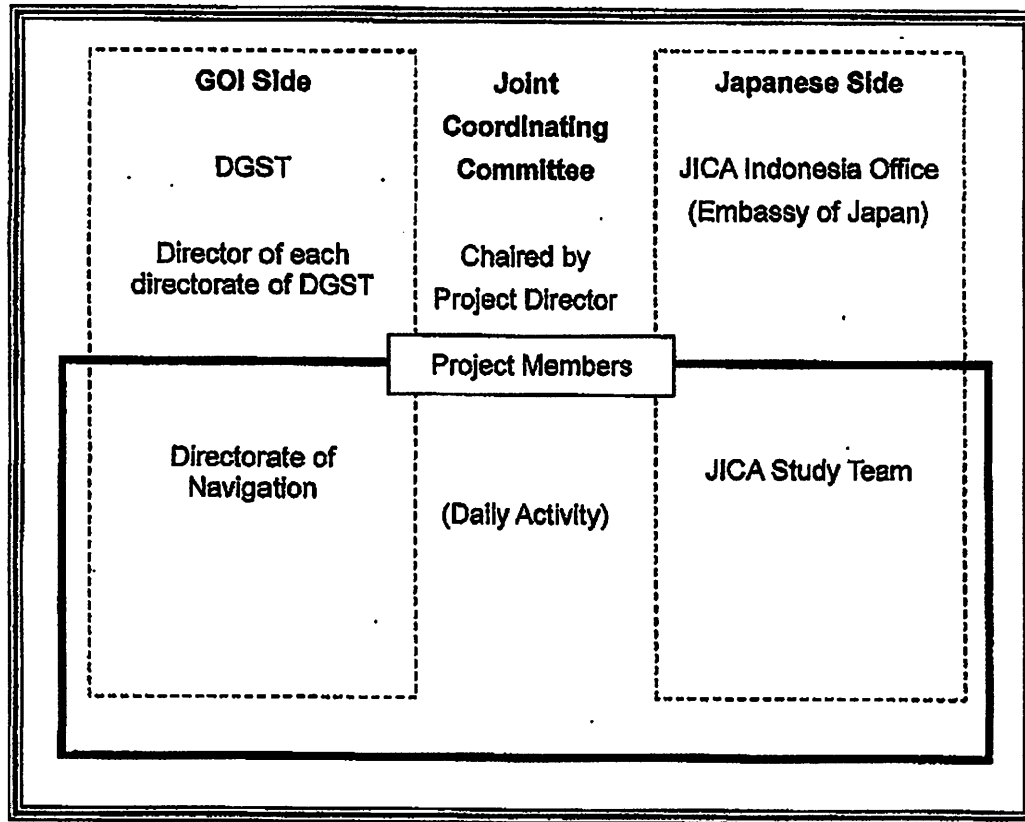 GOI Side
DGST
Director of each
directorate of DGST
Joint
Coordinating
Committee
Chaired by
Project Director
Japanese Side
JICA Indonesia Office
(Embassy of Japan)
Project Members
Directorate of
Navigation
(Daily Activity)
JICA Study Team